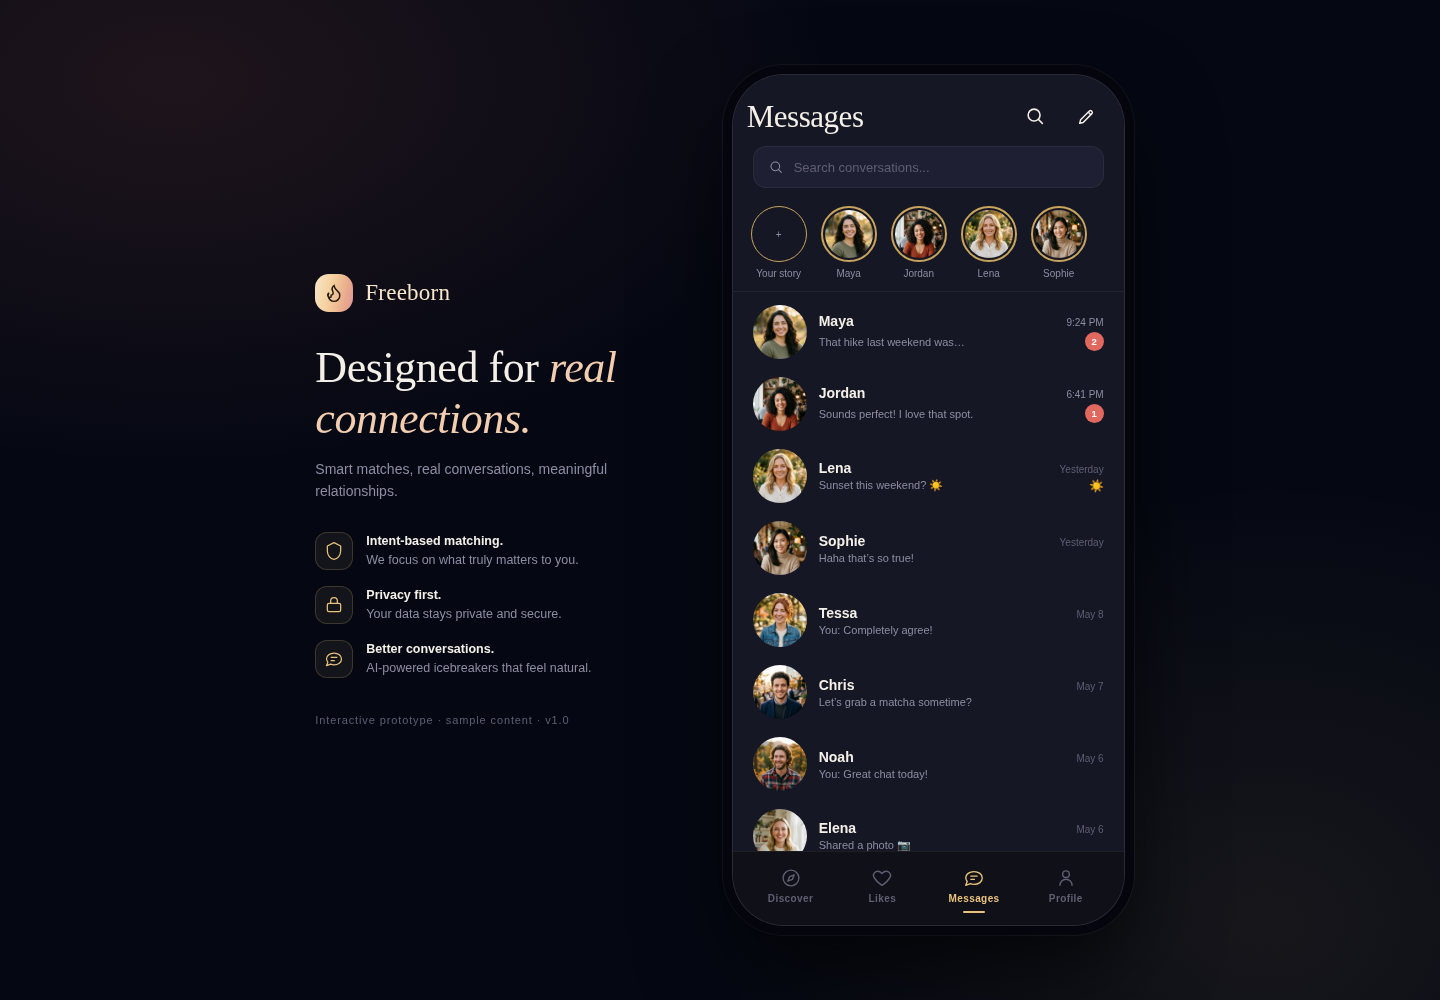 Freeborn
Designed for real
connections.
Smart matches, real conversations, meaningful
relationships.
Intent-based matching.
We focus on what truly matters to you.
Privacy first.
Your data stays private and secure.
Better conversations.
AI-powered icebreakers that feel natural.
Interactive prototype · sample content · v1.0
Messages
Search conversations...
+
Your story
Maya
Jordan
Lena
Sophie
Maya
9:24 PM
That hike last weekend was…
2
Jordan
6:41 PM
Sounds perfect! I love that spot.
1
Lena
Yesterday
Sunset this weekend? ☀️
☀️
Sophie
Yesterday
Haha that's so true!
Tessa
May 8
You: Completely agree!
Chris
May 7
Let's grab a matcha sometime?
Noah
May 6
You: Great chat today!
Elena
May 6
Shared a photo 📷
Discover
Likes
Messages
Profile